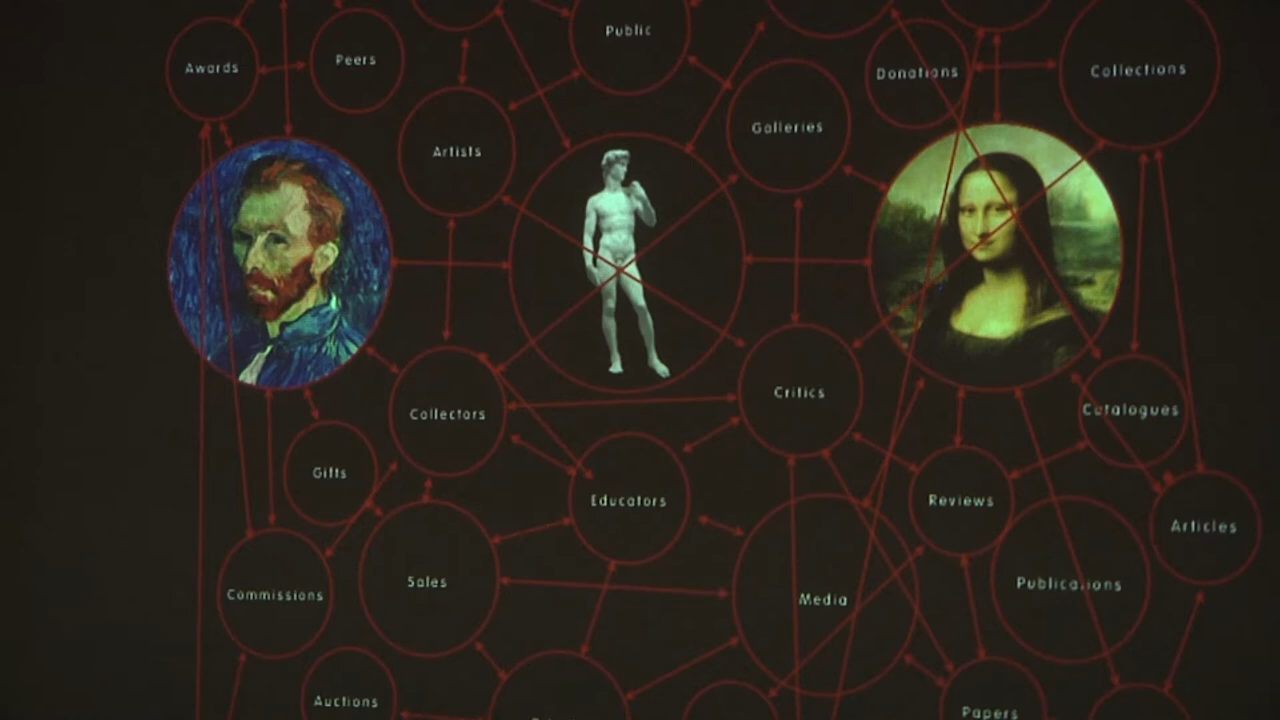 Public
Awards
Peers
Donations
Collections
Galleries
Artists
Critics
Collectors
Catalogues
Gifts
Educators
Reviews
Articles
Sales
Publications
Commissions
Media
Auctions
Papers